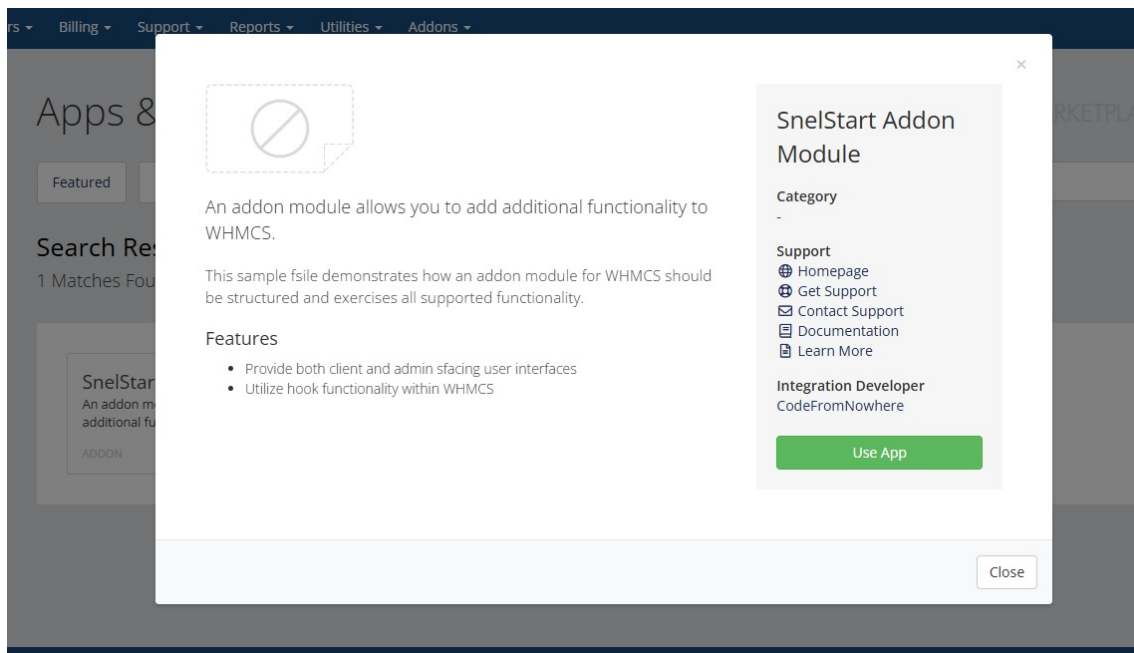 rs Billing Support Reports Utilities Addons
Apps &
RKETPLA
Featured
Search Res
1 Matches Fou
SnelStar
An addon m
additional fu
ADDON
×
An addon module allows you to add additional functionality to
WHMCS.
This sample fsile demonstrates how an addon module for WHMCS should
be structured and exercises all supported functionality.
Features
• Provide both client and admin sfacing user interfaces
• Utilize hook functionality within WHMCS
SnelStart Addon
Module
Category
-
Support
Homepage
Get Support
Contact Support
Documentation
Learn More
Integration Developer
CodeFromNowhere
Use App
Close